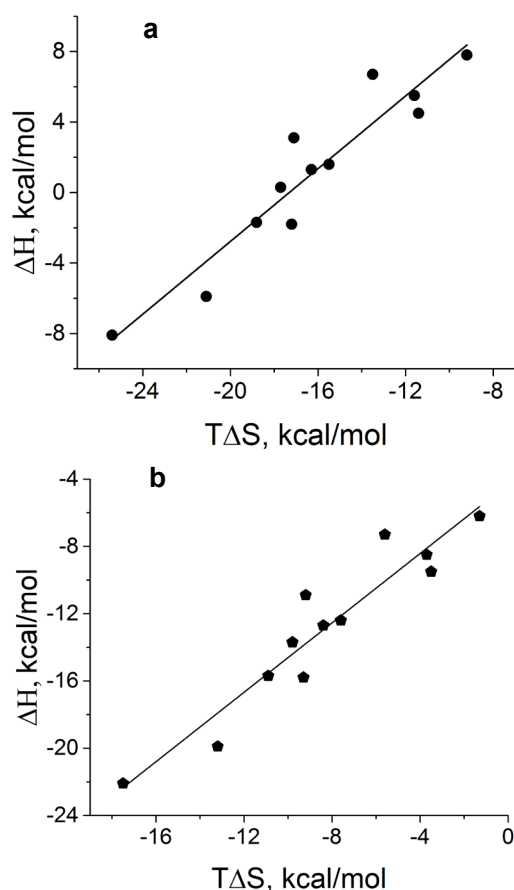 a
8
4
0
-4
-8
ΔH, kcal/mol
-24 -20 -16 -12 -8
TΔS, kcal/mol
b
-4
-8
-12
-16
-20
-24
ΔH, kcal/mol
-16 -12 -8 -4 0
TΔS, kcal/mol